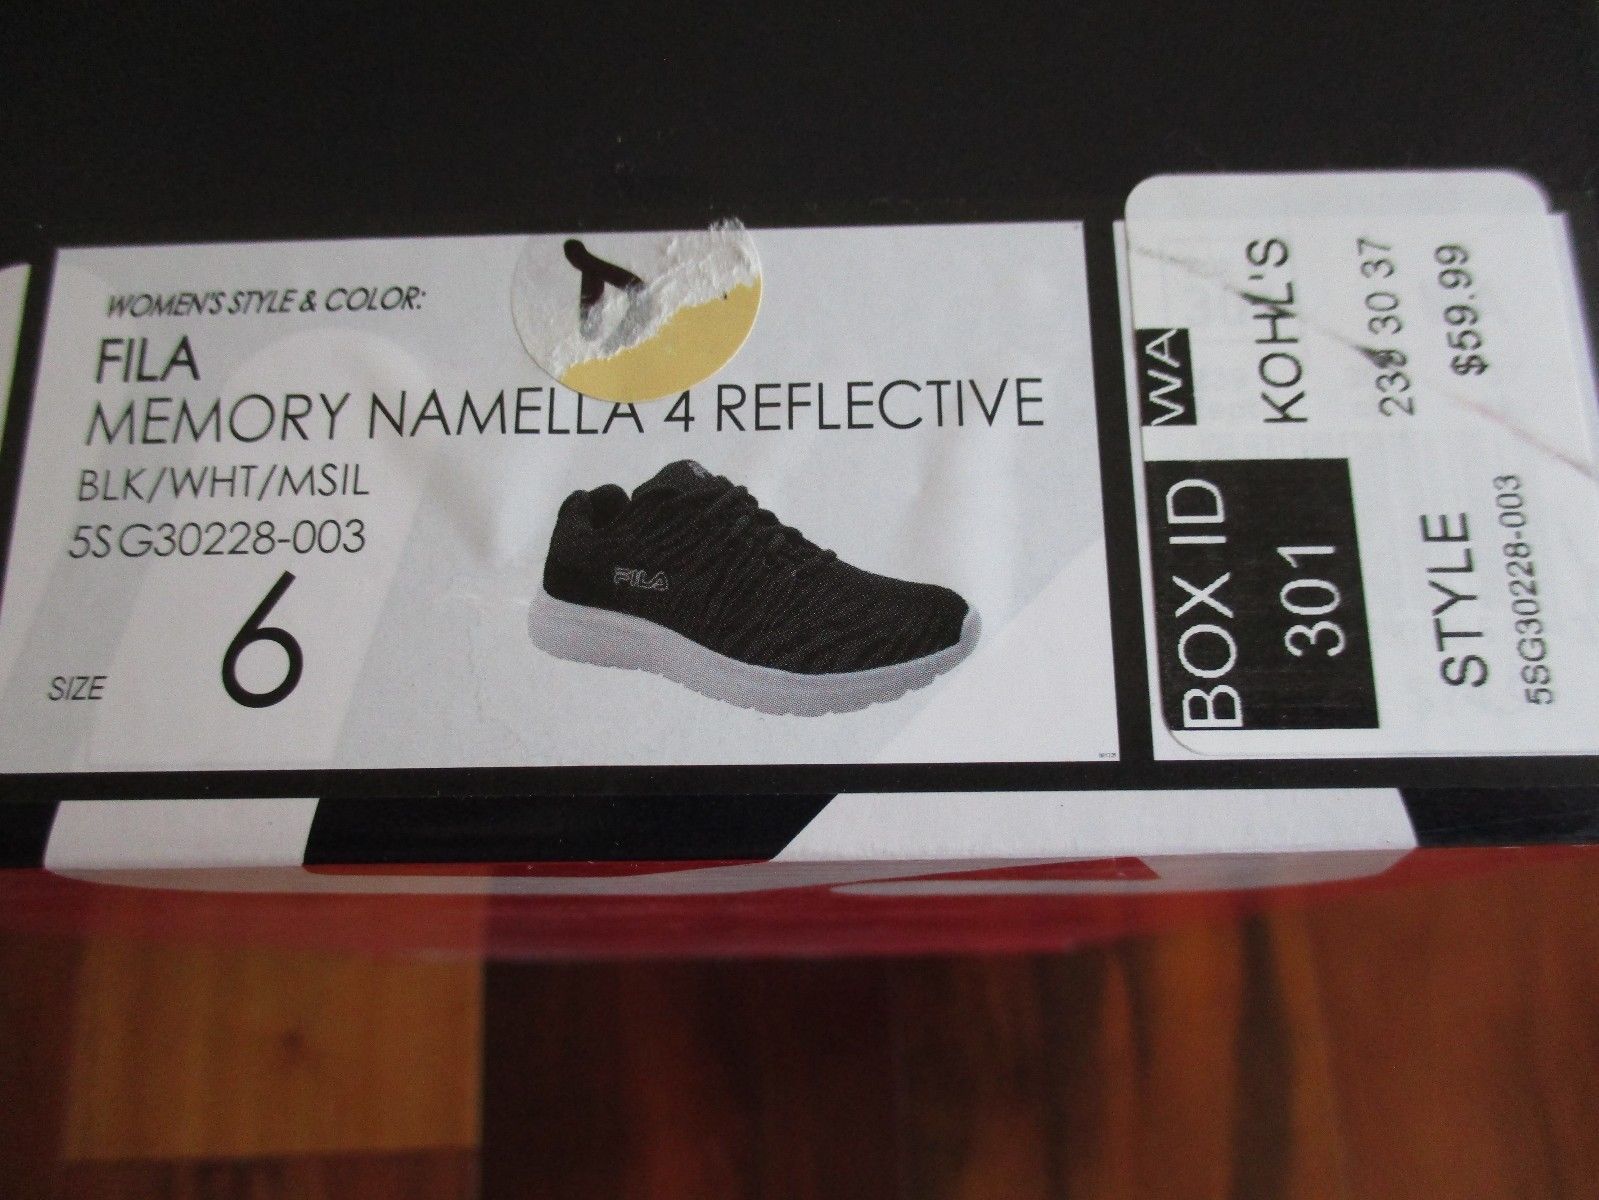 WOMEN'S STYLE & COLOR:
FILA
MEMORY NAMELLA 4 REFLECTIVE
BLK/WHT/MSIL
5SG30228-003
SIZE 6
FILA
WA
KOHL'S
238 30 37
$59.99
BOX ID
301
STYLE
5SG30228-003